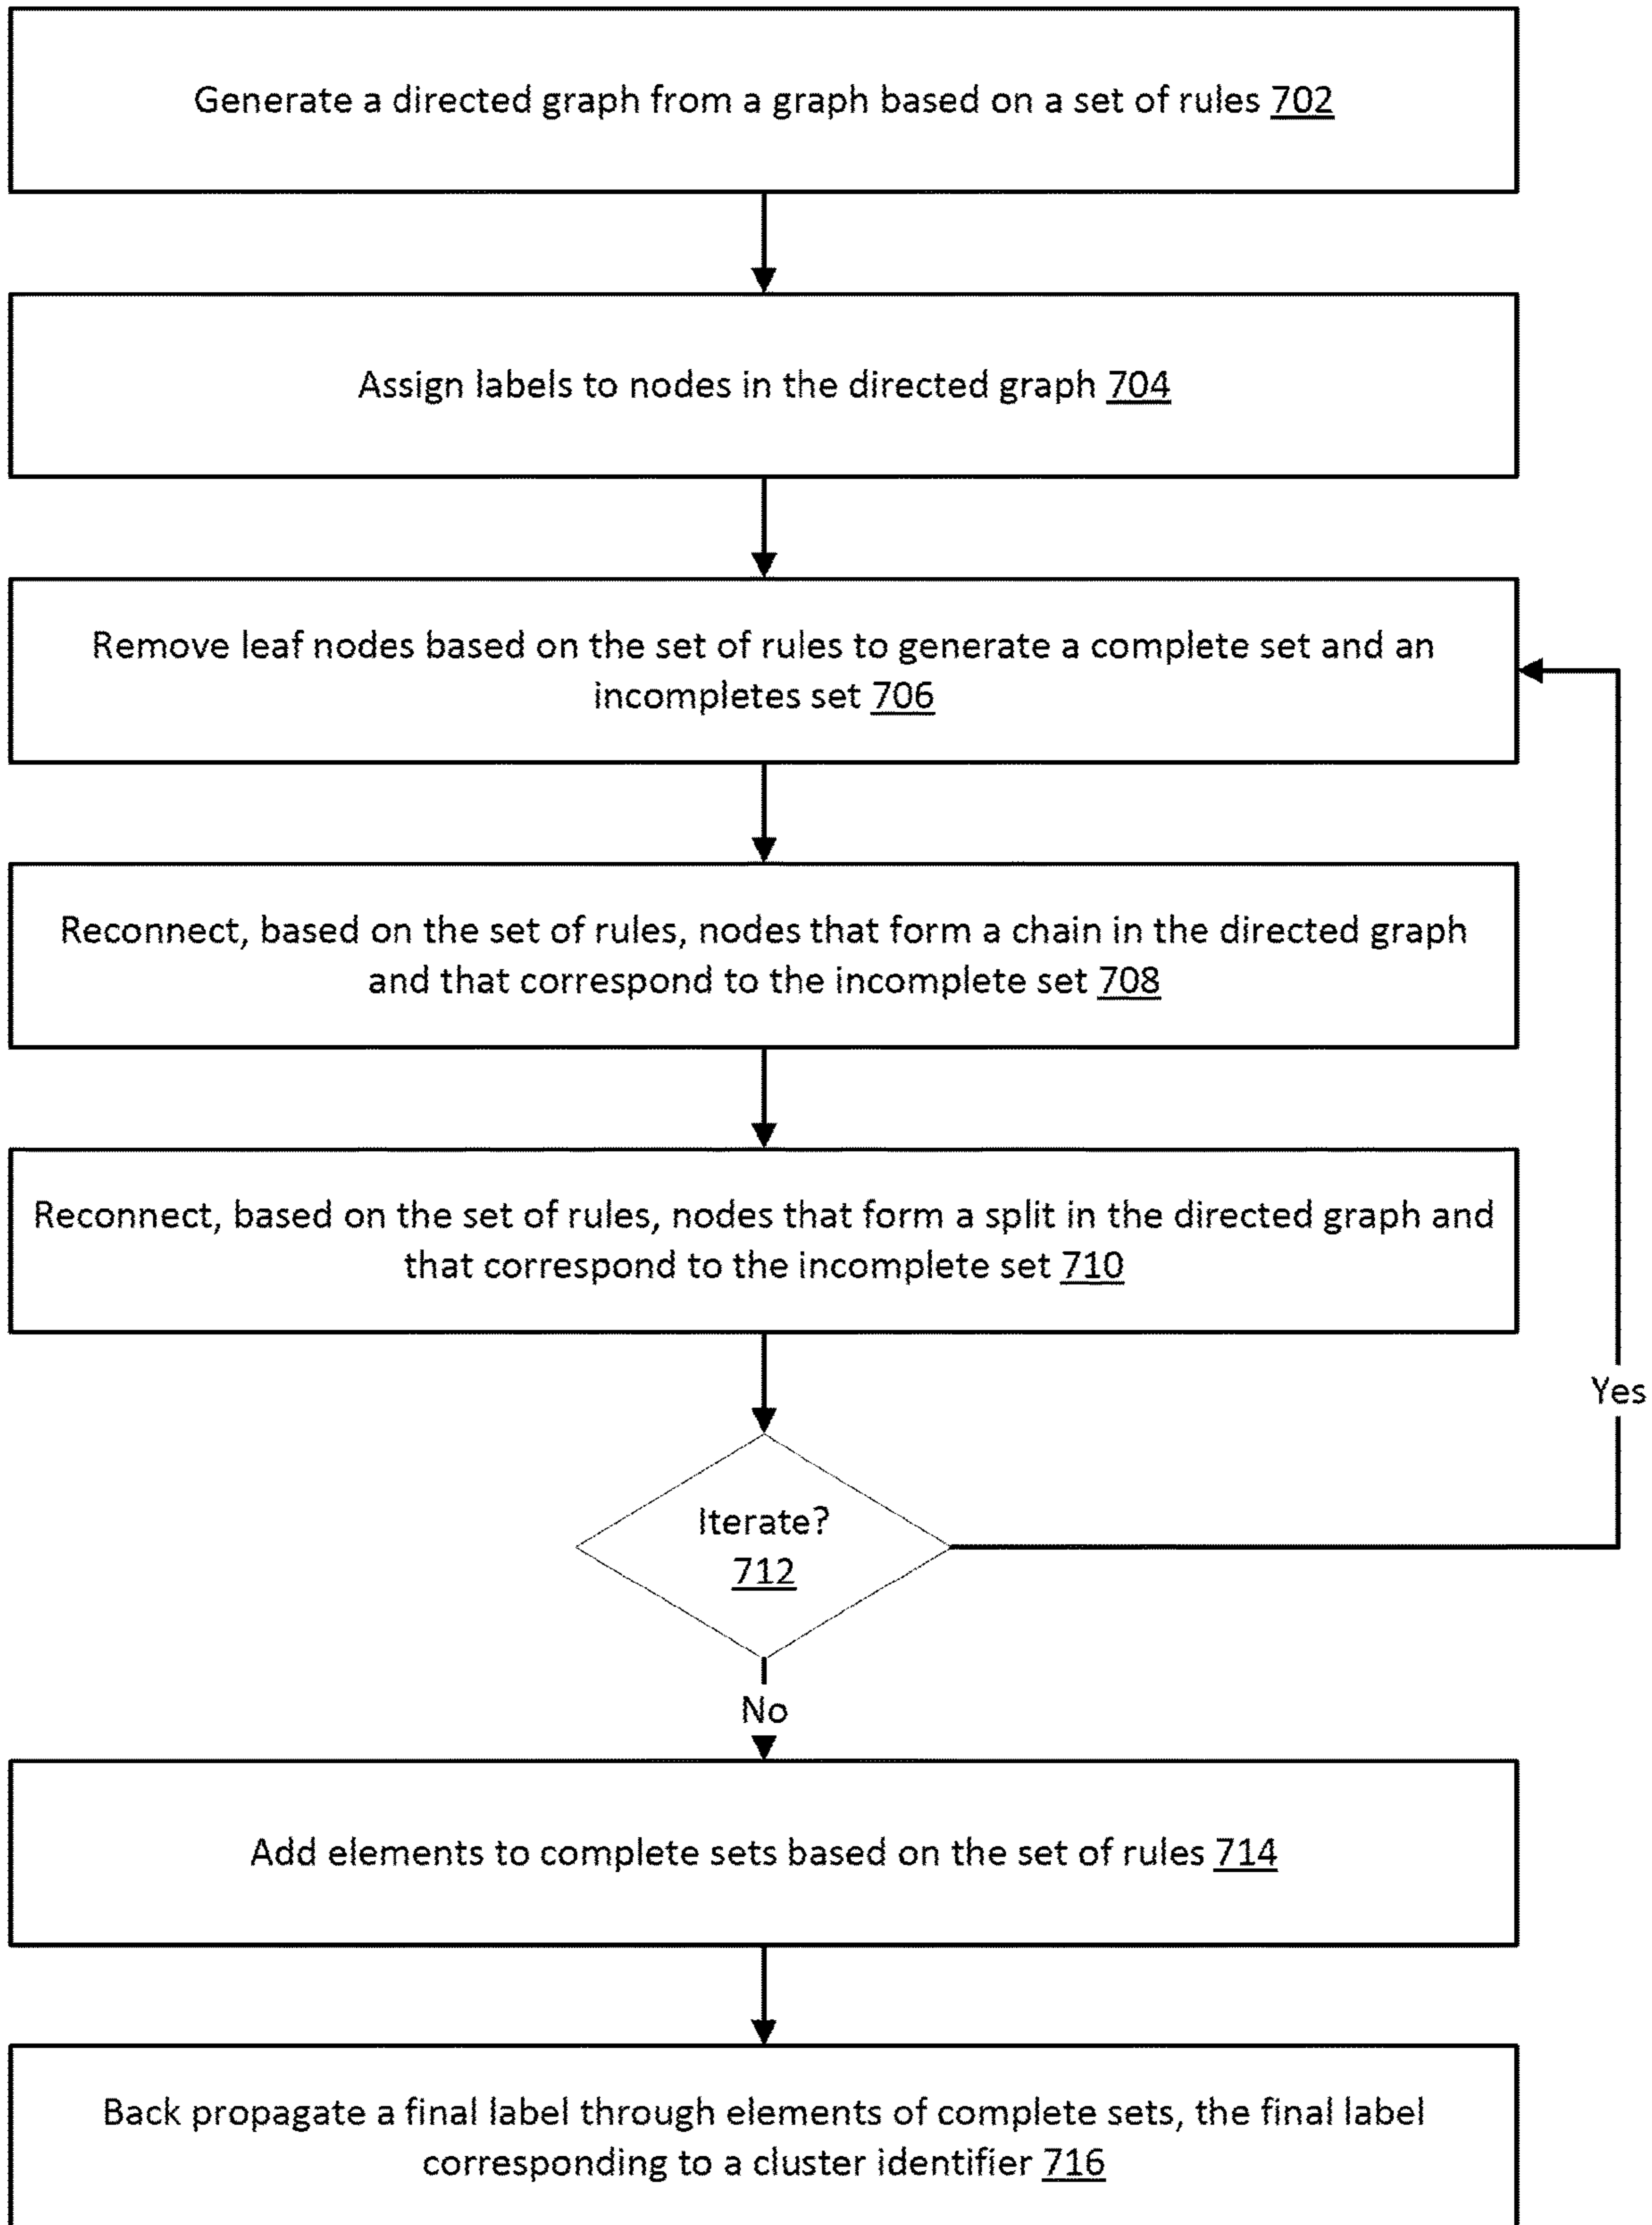 Generate a directed graph from a graph based on a set of rules 702
Assign labels to nodes in the directed graph 704
Remove leaf nodes based on the set of rules to generate a complete set and an
incompletes set 706
Reconnect, based on the set of rules, nodes that form a chain in the directed graph
and that correspond to the incomplete set 708
Reconnect, based on the set of rules, nodes that form a split in the directed graph and
that correspond to the incomplete set 710
Yes
Iterate?
712
No
Add elements to complete sets based on the set of rules 714
Back propagate a final label through elements of complete sets, the final label
corresponding to a cluster identifier 716